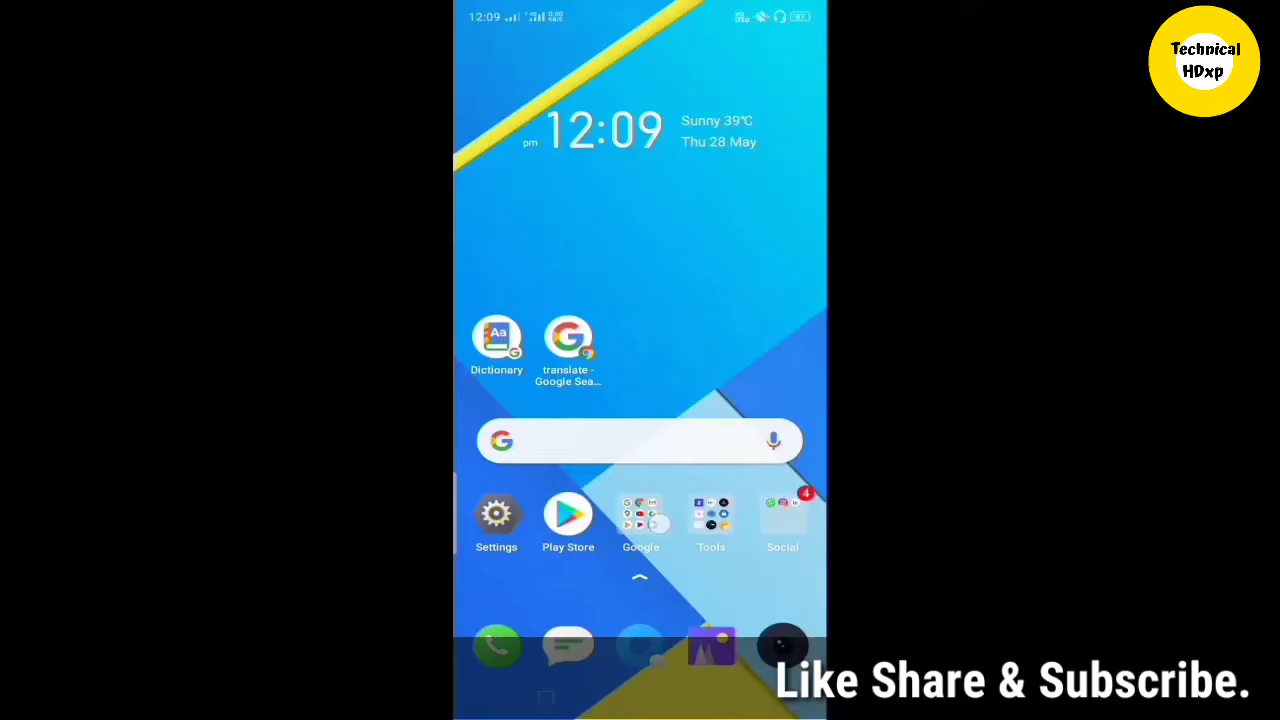 12:09
Technical
HDxp
12:09
pm
Sunny 39℃
Thu 28 May
Aa
Dictionary
translate -
Google Sea...
4
Settings
Play Store
Google
Tools
Social
Like Share & Subscribe.